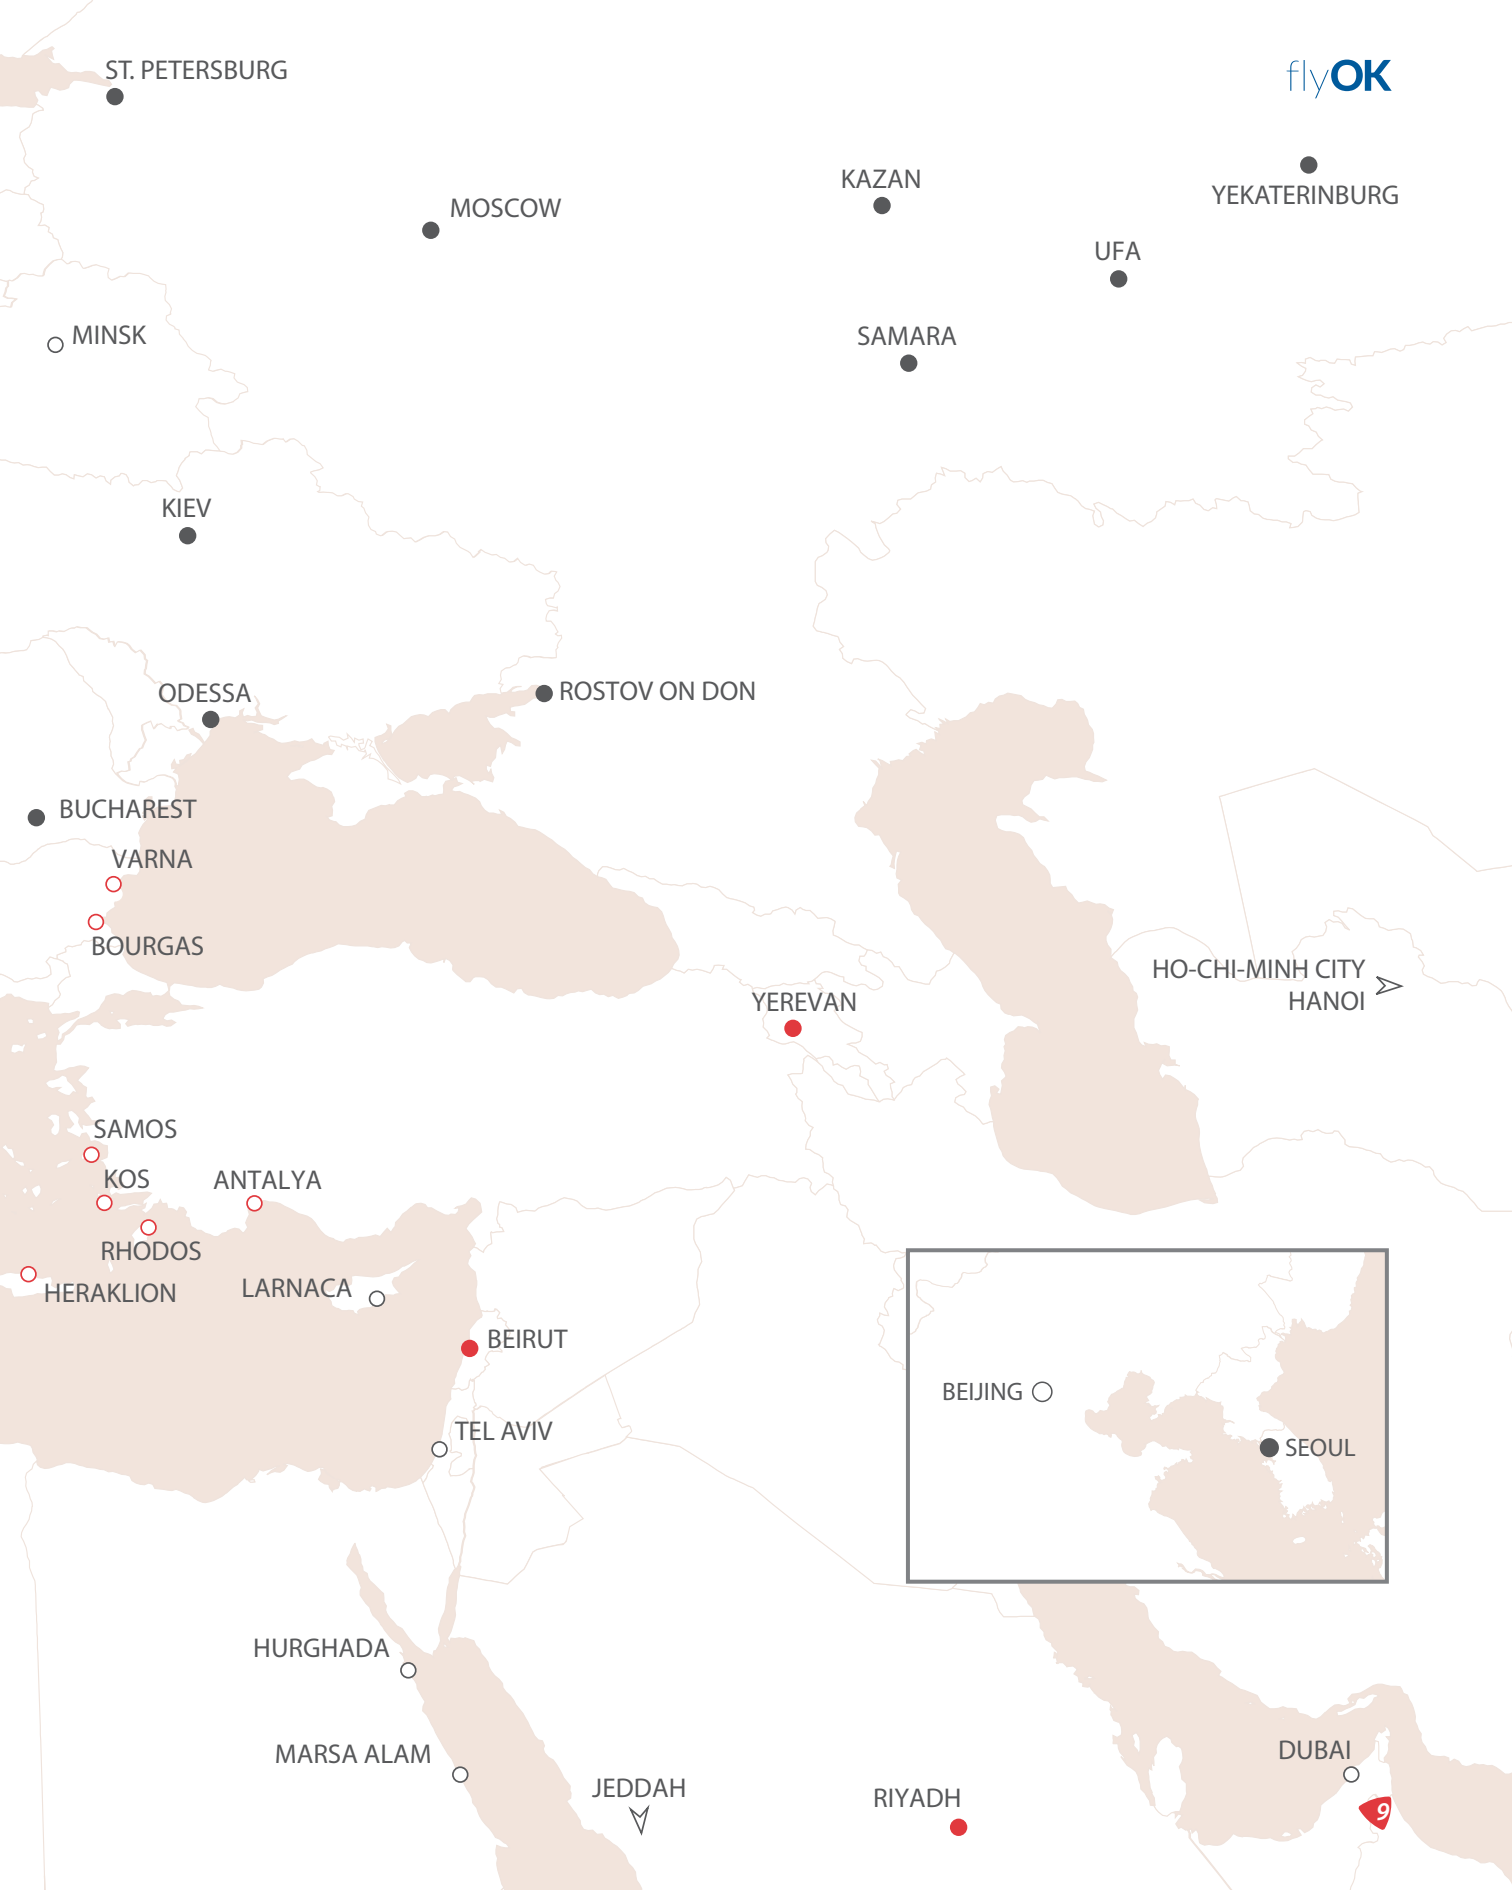 ST. PETERSBURG
flyOK
KAZAN
YEKATERINBURG
MOSCOW
UFA
MINSK
SAMARA
KIEV
ODESSA
ROSTOV ON DON
BUCHAREST
VARNA
BOURGAS
HO-CHI-MINH CITY
HANOI
YEREVAN
SAMOS
KOS
ANTALYA
RHODOS
HERAKLION
LARNACA
BEIRUT
BEIJING
TEL AVIV
SEOUL
HURGHADA
MARSA ALAM
DUBAI
JEDDAH
RIYADH
9